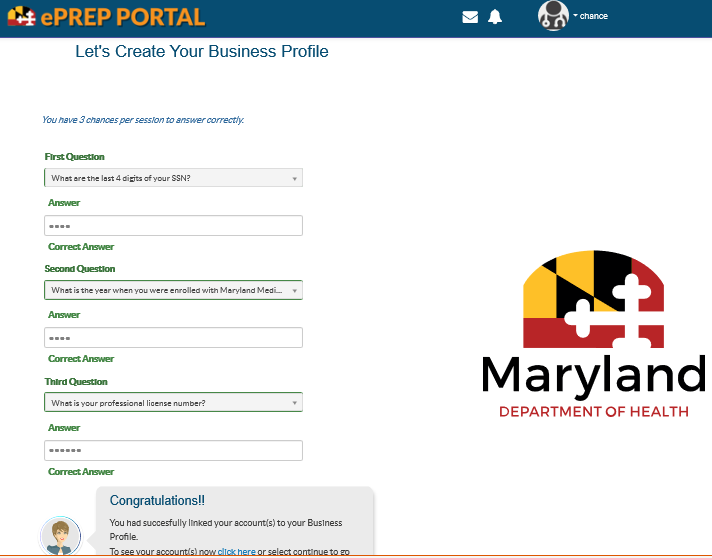 ePREP PORTAL
chance
Let's Create Your Business Profile
You have 3 chances per session to answer correctly.
First Question
What are the last 4 digits of your SSN?
Answer
Correct Answer
Second Question
What is the year when you were enrolled with Maryland Medi...
Answer
Correct Answer
Third Question
What is your professional license number?
Answer
Correct Answer
Maryland
DEPARTMENT OF HEALTH
Congratulations!!
You had succesfully linked your account(s) to your Business
Profile.
To see your account(s) now click here or select continue to go